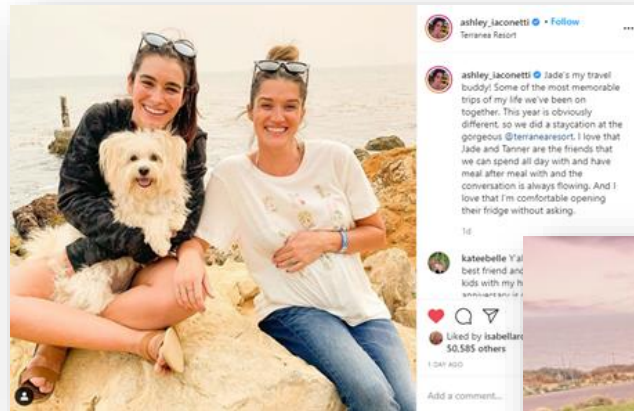 ashley_iaconetti • Follow
Terranea Resort
ashley_iaconetti Jade's my travel
buddy! Some of the most memorable
trips of my life we've been on
together. This year is obviously
different, so we did a staycation at the
gorgeous @terranearesort. I love that
Jade and Tanner are the friends that
we can spend all day with and have
meal after meal with and the
conversation is always flowing. And I
love that I'm comfortable opening
their fridge without asking.
1d
kateebelle Y'al
best friend and
kids with my h
anniversary is
Liked by isabellar
50,585 others
1 DAY AGO
Add a comment...